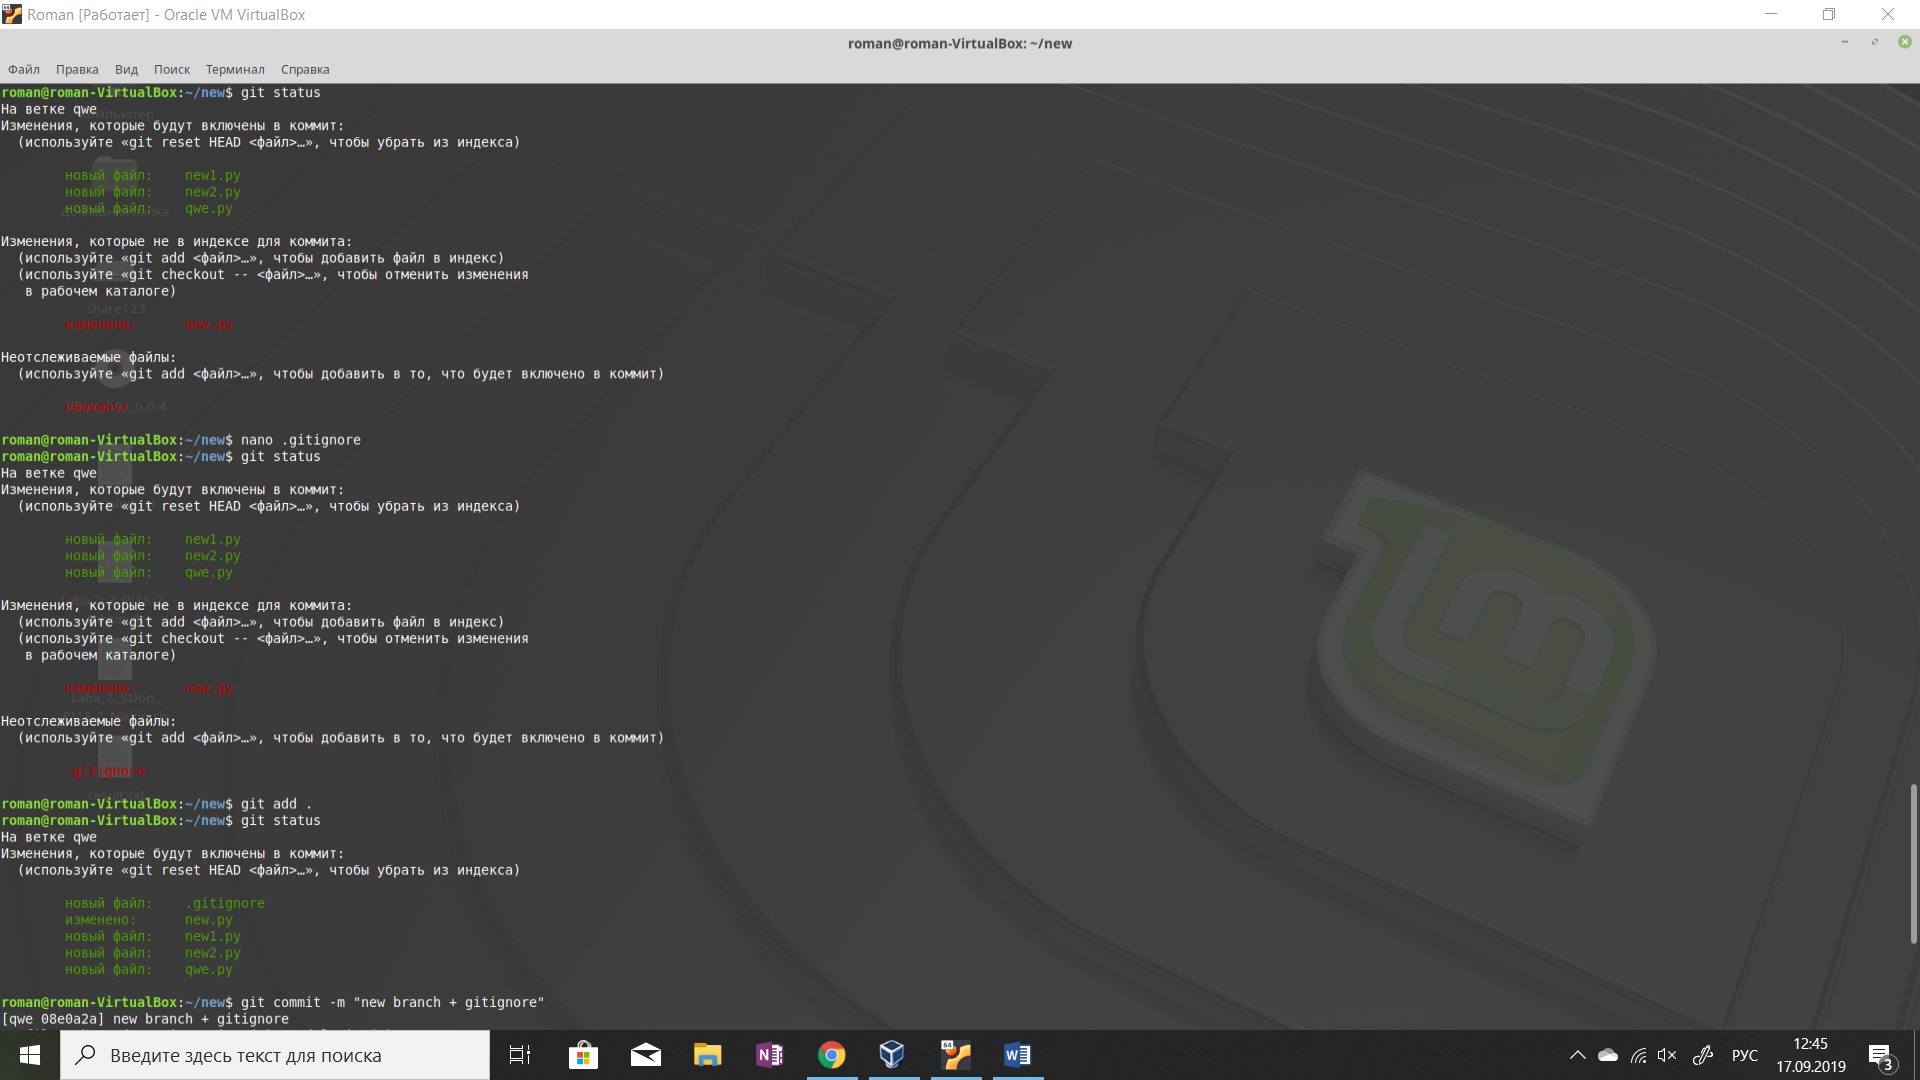 Roman [Работает] - Oracle VM VirtualBox
roman@roman-VirtualBox: ~/new
Файл Правка Вид Поиск Терминал Справка
roman@roman-VirtualBox:~/new$ git status
На ветке qwe
Изменения, которые будут включены в коммит:
(используйте «git reset HEAD <файл>…», чтобы убрать из индекса)
новый файл: new1.py
новый файл: new2.py
новый файл: qwe.py
Изменения, которые не в индексе для коммита:
(используйте «git add <файл>…», чтобы добавить файл в индекс)
(используйте «git checkout -- <файл>…», чтобы отменить изменения
в рабочем каталоге)
share123
изменено: new.py
Неотслеживаемые файлы:
(используйте «git add <файл>…», чтобы добавить в то, что будет включено в коммит)
newvenv/
roman@roman-VirtualBox:~/new$ nano .gitignore
roman@roman-VirtualBox:~/new$ git status
На ветке qwe
Изменения, которые будут включены в коммит:
(используйте «git reset HEAD <файл>…», чтобы убрать из индекса)
новый файл: new1.py
новый файл: new2.py
новый файл: qwe.py
Изменения, которые не в индексе для коммита:
(используйте «git add <файл>…», чтобы добавить файл в индекс)
(используйте «git checkout -- <файл>…», чтобы отменить изменения
в рабочем каталоге)
изменено: new.py
Laba_2_3Dop_
Неотслеживаемые файлы:
(используйте «git add <файл>…», чтобы добавить в то, что будет включено в коммит)
.gitignore
result.txt
roman@roman-VirtualBox:~/new$ git add .
roman@roman-VirtualBox:~/new$ git status
На ветке qwe
Изменения, которые будут включены в коммит:
(используйте «git reset HEAD <файл>…», чтобы убрать из индекса)
новый файл: .gitignore
изменено: new.py
новый файл: new1.py
новый файл: new2.py
новый файл: qwe.py
roman@roman-VirtualBox:~/new$ git commit -m "new branch + gitignore"
[qwe 08e0a2a] new branch + gitignore
Введите здесь текст для поиска
РУС
12:45
17.09.2019
3